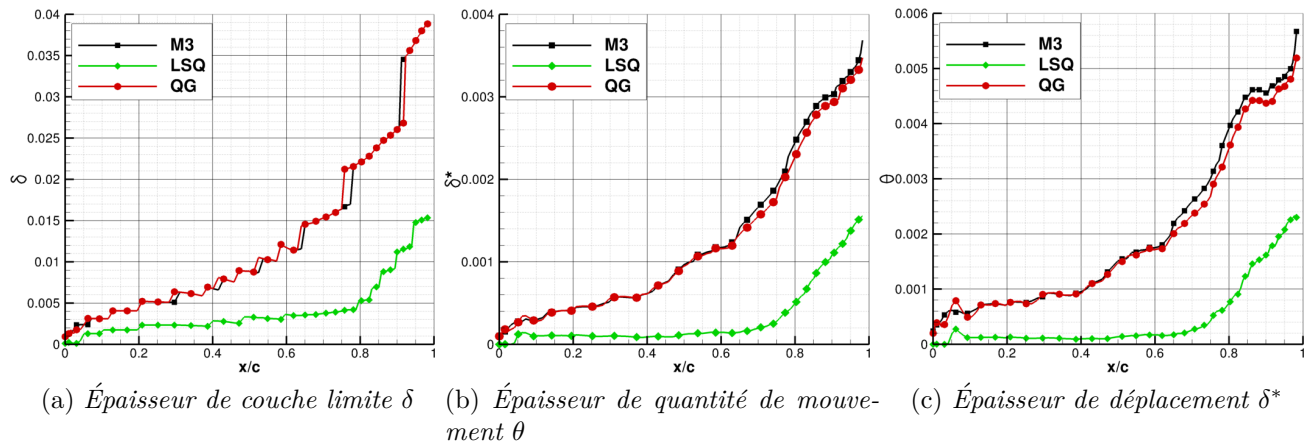 0.04
0.035
0.03
0.025
0.02
0.015
0.01
0.005
0
δ
M3
LSQ
QG
0 0.2 0.4 0.6 0.8 1
x/c
(a) Épaisseur de couche limite δ
0.004
0.003
0.002
0.001
0
δ*
M3
LSQ
QG
0 0.2 0.4 0.6 0.8 1
x/c
(b) Épaisseur de quantité de mouve-
ment θ
0.006
0.005
0.004
0.003
0.002
0.001
0
θ
M3
LSQ
QG
0 0.2 0.4 0.6 0.8 1
x/c
(c) Épaisseur de déplacement δ*